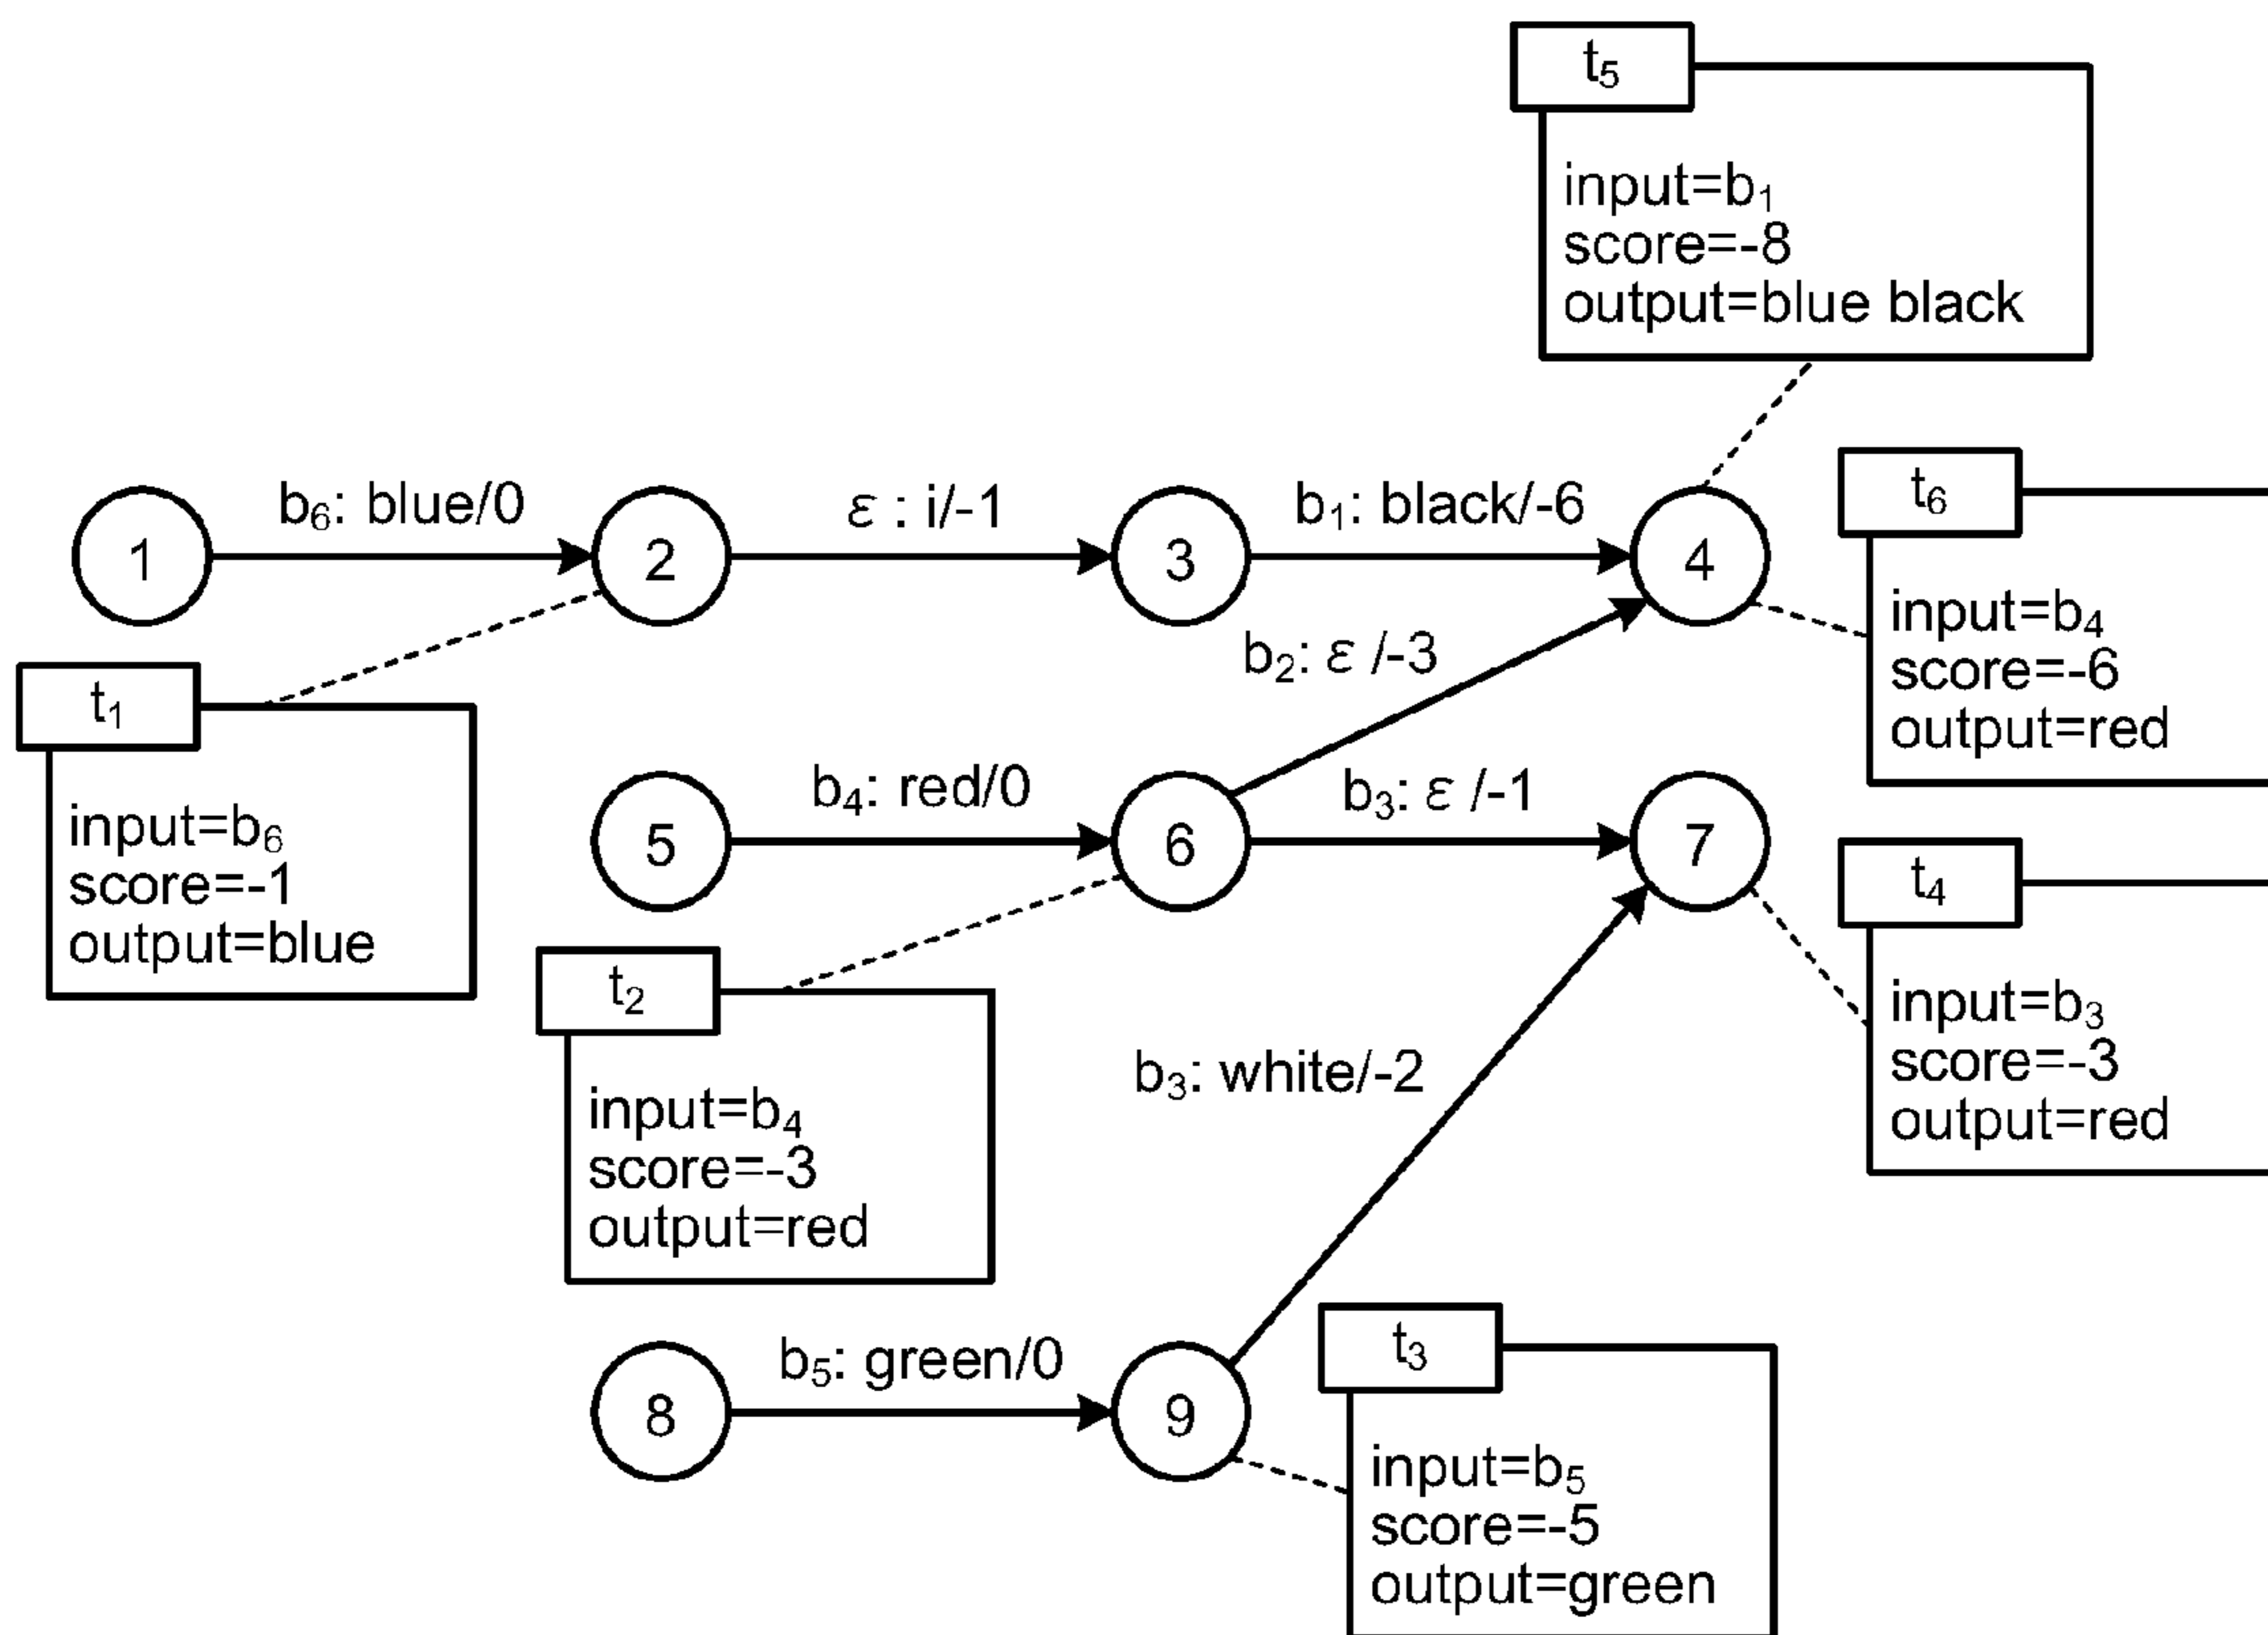 t₅
input=b₁
score=-8
output=blue black
b₆: blue/0
ε : i/-1
b₁: black/-6
1
2
3
4
t₆
input=b₄
score=-6
output=red
b₂: ε /-3
t₁
input=b₆
score=-1
output=blue
b₄: red/0
b₃: ε /-1
5
6
7
t₄
input=b₃
score=-3
output=red
t₂
input=b₄
score=-3
output=red
b₃: white/-2
b₅: green/0
8
9
t₃
input=b₅
score=-5
output=green